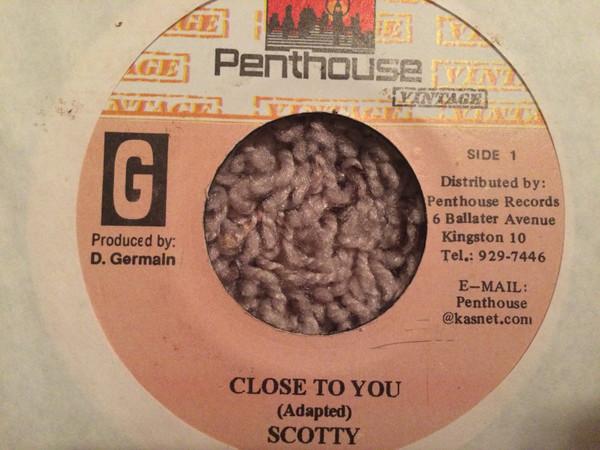 Penthouse
VINTAGE
G
Produced by:
D. Germain
SIDE 1
Distributed by:
Penthouse Records
6 Ballater Avenue
Kingston 10
Tel.: 929-7446
E-MAIL:
Penthouse
@kasnet.com
CLOSE TO YOU
(Adapted)
SCOTTY